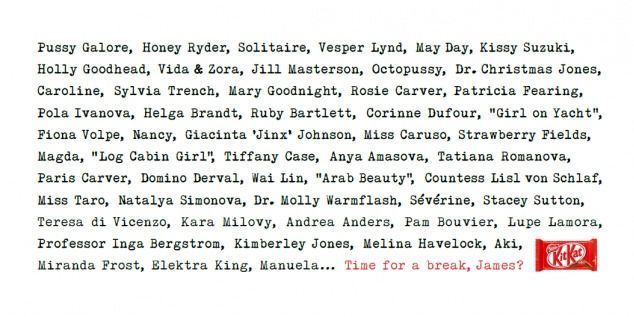 Pussy Galore, Honey Ryder, Solitaire, Vesper Lynd, May Day, Kissy Suzuki,
Holly Goodhead, Vida & Zora, Jill Masterson, Octopussy, Dr. Christmas Jones,
Caroline, Sylvia Trench, Mary Goodnight, Rosie Carver, Patricia Fearing,
Pola Ivanova, Helga Brandt, Ruby Bartlett, Corinne Dufour, "Girl on Yacht",
Fiona Volpe, Nancy, Giacinta 'Jinx' Johnson, Miss Caruso, Strawberry Fields,
Magda, "Log Cabin Girl", Tiffany Case, Anya Amasova, Tatiana Romanova,
Paris Carver, Domino Derval, Wai Lin, "Arab Beauty", Countess Lisl von Schlaf,
Miss Taro, Natalya Simonova, Dr. Molly Warmflash, Sévérine, Stacey Sutton,
Teresa di Vicenzo, Kara Milovy, Andrea Anders, Pam Bouvier, Lupe Lamora,
Professor Inga Bergstrom, Kimberley Jones, Melina Havelock, Aki,
Miranda Frost, Elektra King, Manuela... Time for a break, James?
KitKat